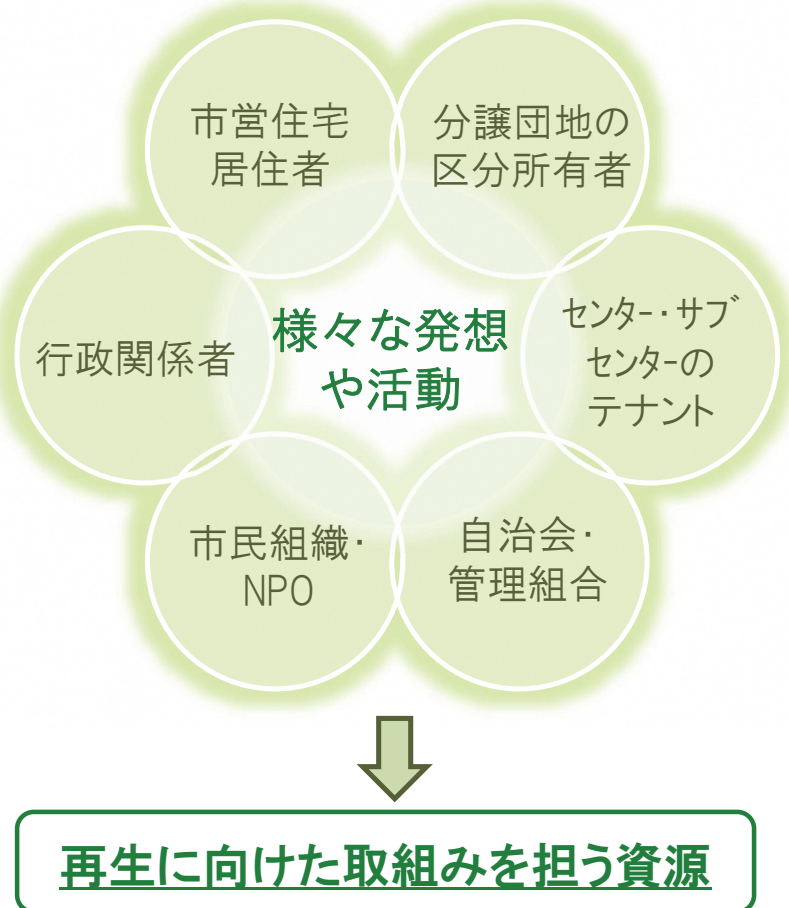 市営住宅
居住者
分譲団地の
区分所有者
行政関係者
様々な発想
や活動
センター・サブ
センターの
テナント
市民組織・
NPO
自治会・
管理組合
再生に向けた取組みを担う資源